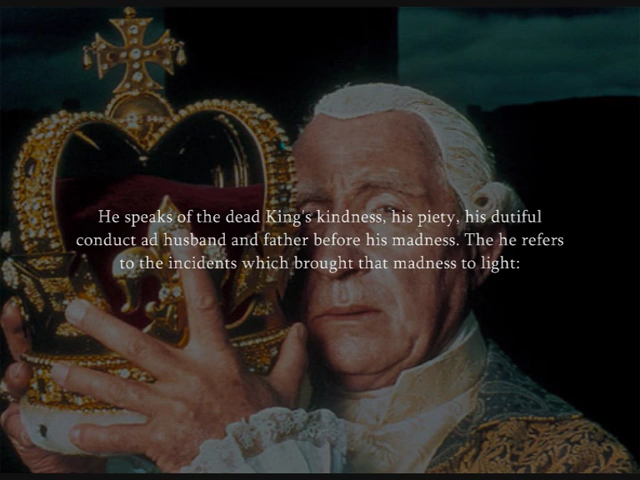 He speaks of the dead King's kindness, his piety, his dutiful
conduct ad husband and father before his madness. The he refers
to the incidents which brought that madness to light: